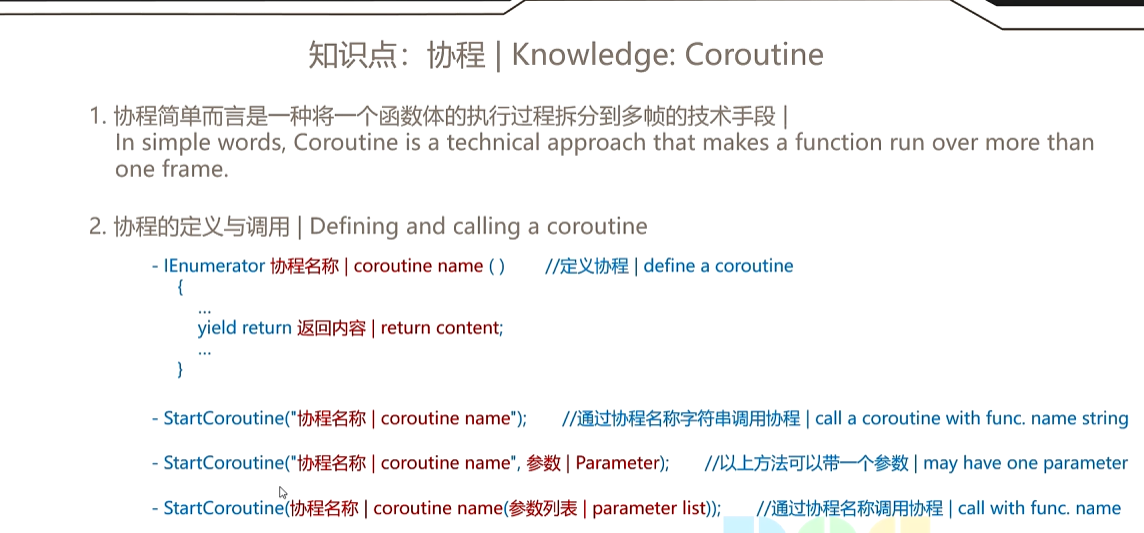 知识点：协程 | Knowledge: Coroutine
1. 协程简单而言是一种将一个函数体的执行过程拆分到多帧的技术手段 |
In simple words, Coroutine is a technical approach that makes a function run over more than
one frame.
2. 协程的定义与调用 | Defining and calling a coroutine
- IEnumerator 协程名称 | coroutine name ( ) //定义协程 | define a coroutine
{
...
yield return 返回内容 | return content;
...
}
- StartCoroutine("协程名称 | coroutine name"); //通过协程名称字符串调用协程 | call a coroutine with func. name string
- StartCoroutine("协程名称 | coroutine name", 参数 | Parameter); //以上方法可以带一个参数 | may have one parameter
- StartCoroutine(协程名称 | coroutine name(参数列表 | parameter list)); //通过协程名称调用协程 | call with func. name